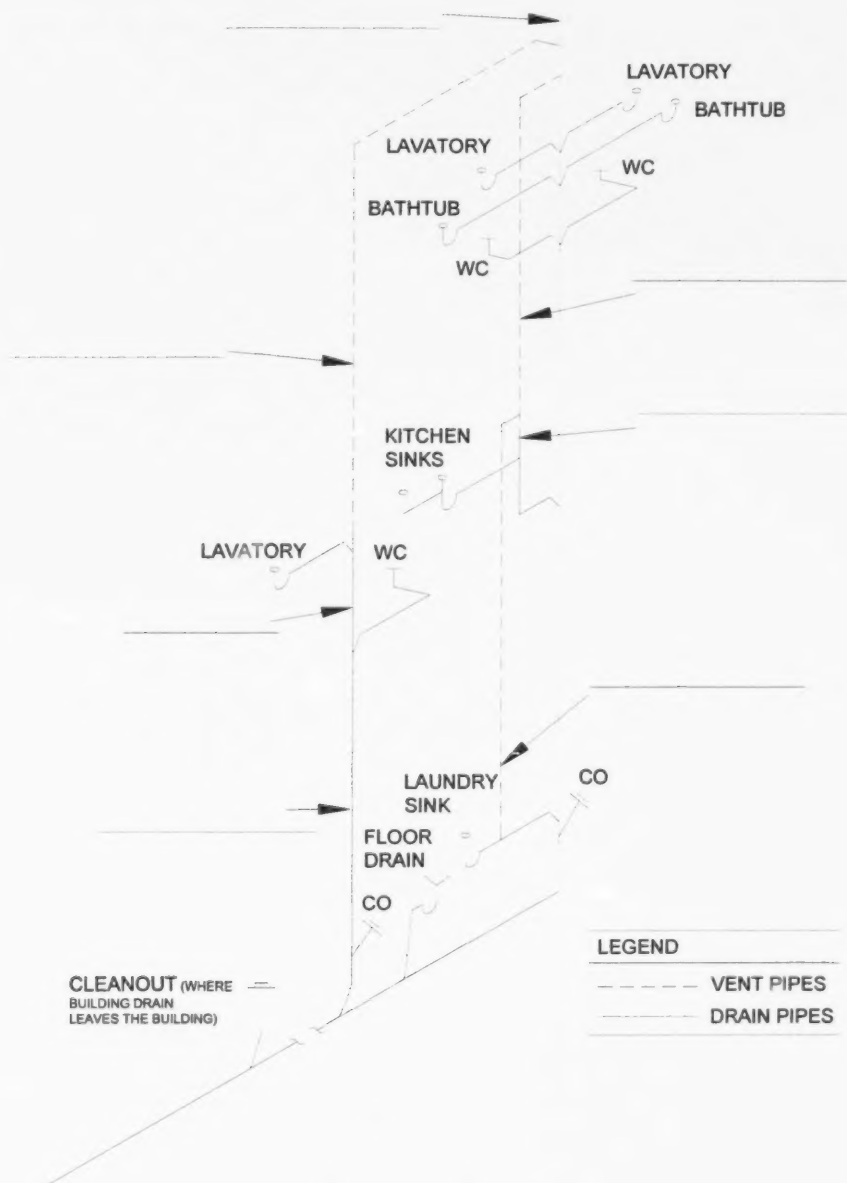 LAVATORY
BATHTUB
LAVATORY
WC
BATHTUB
WC
KITCHEN
SINKS
LAVATORY
WC
LAUNDRY
SINK
CO
FLOOR
DRAIN
CO
CLEANOUT (WHERE
BUILDING DRAIN
LEAVES THE BUILDING)
LEGEND
VENT PIPES
DRAIN PIPES